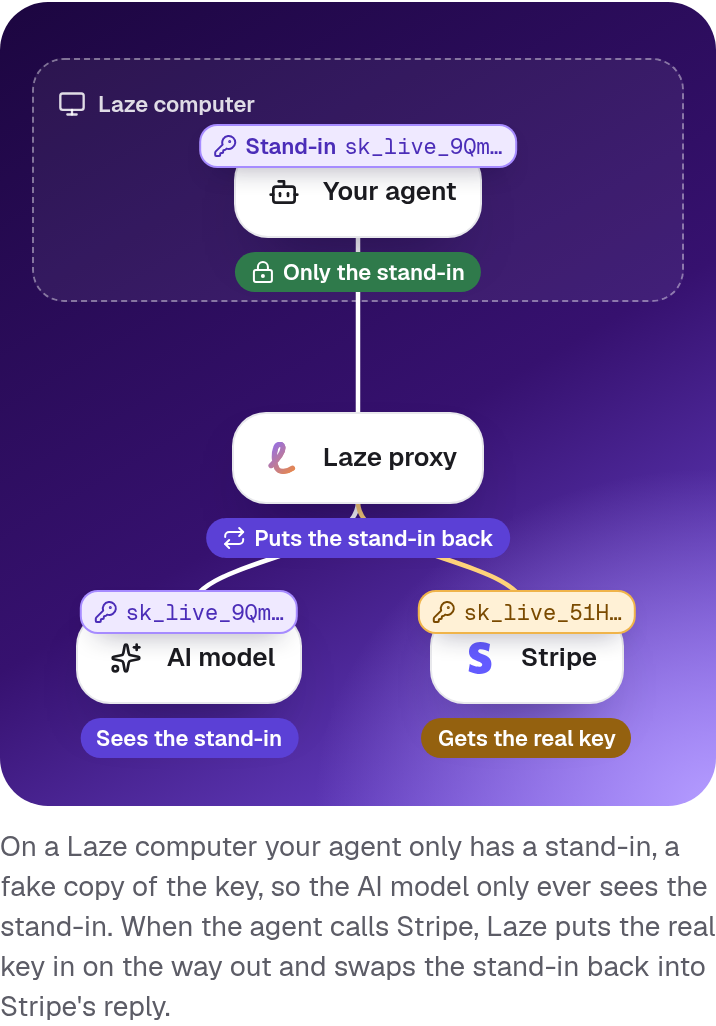 Laze computer
Stand-in sk_live_9Qm…
Your agent
Only the stand-in
Laze proxy
Puts the stand-in back
sk_live_9Qm…
sk_live_51H…
AI model
Stripe
Sees the stand-in
Gets the real key
On a Laze computer your agent only has a stand-in, a
fake copy of the key, so the AI model only ever sees the
stand-in. When the agent calls Stripe, Laze puts the real
key in on the way out and swaps the stand-in back into
Stripe's reply.